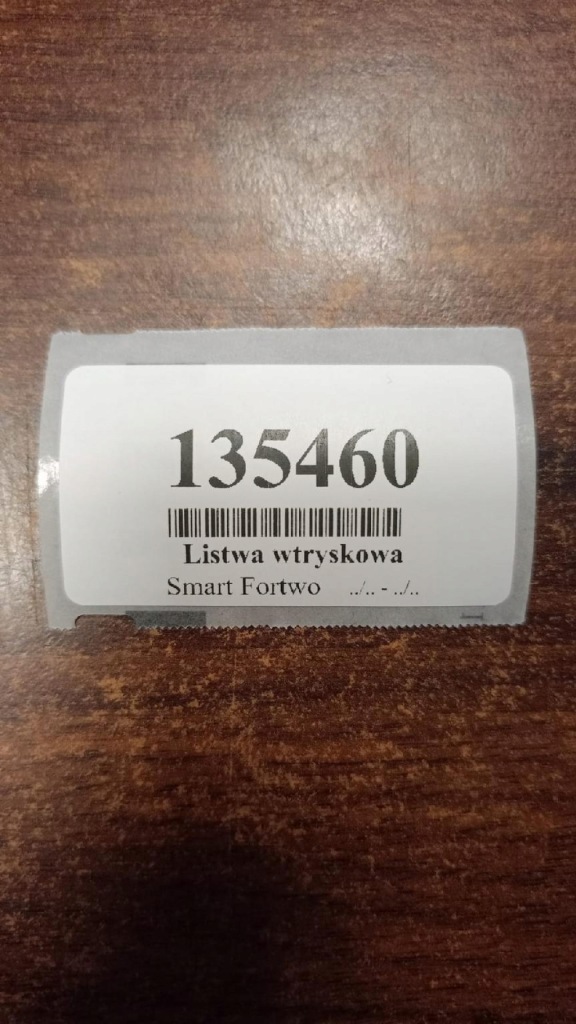 135460
Listwa wtryskowa
Smart Fortwo ../.. - ../..